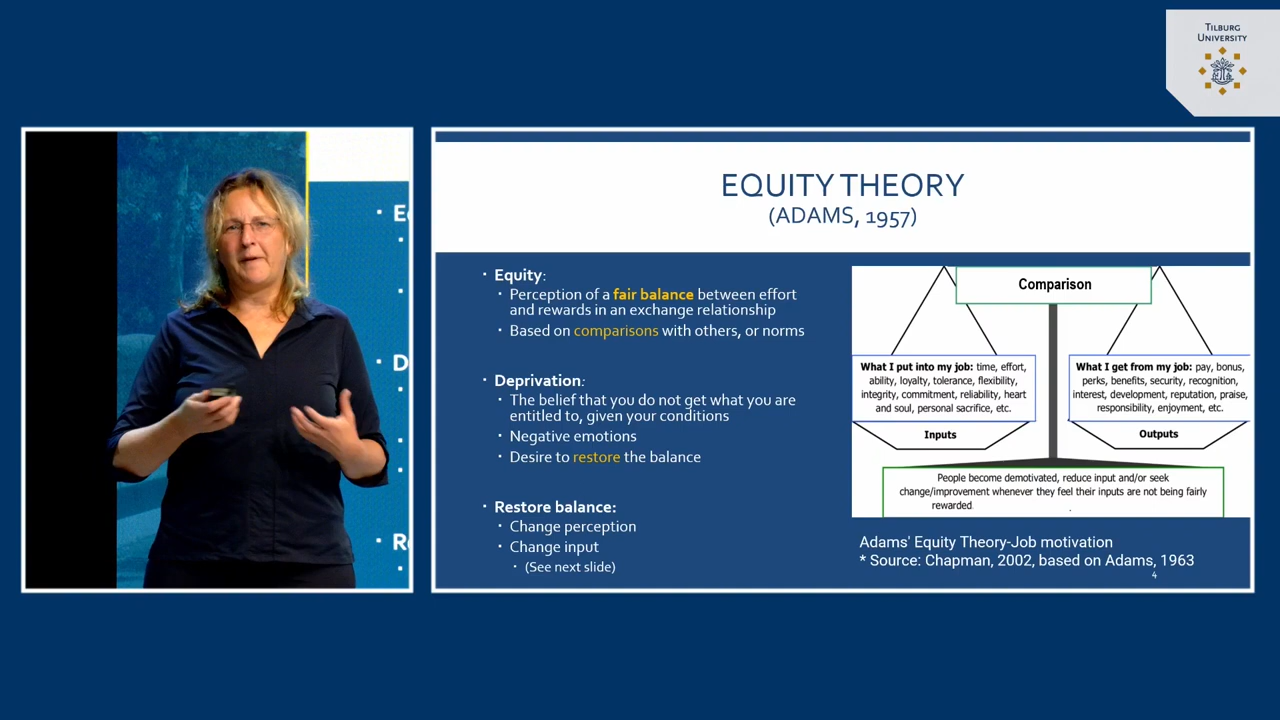 TILBURG
UNIVERSITY
EQUITY THEORY
(ADAMS, 1957)
· Equity:
· Perception of a fair balance between effort
and rewards in an exchange relationship
· Based on comparisons with others, or norms
· Deprivation:
· The belief that you do not get what you are
entitled to, given your conditions
· Negative emotions
· Desire to restore the balance
· Restore balance:
· Change perception
· Change input
· (See next slide)
Comparison
What I put into my job: time, effort,
ability, loyalty, tolerance, flexibility,
integrity, commitment, reliability, heart
and soul, personal sacrifice, etc.
Inputs
What I get from my job: pay, bonus,
perks, benefits, security, recognition,
interest, development, reputation, praise,
responsibility, enjoyment, etc.
Outputs
People become demotivated, reduce input and/or seek
change/improvement whenever they feel their inputs are not being fairly
rewarded.
Adams' Equity Theory-Job motivation
* Source: Chapman, 2002, based on Adams, 1963
4